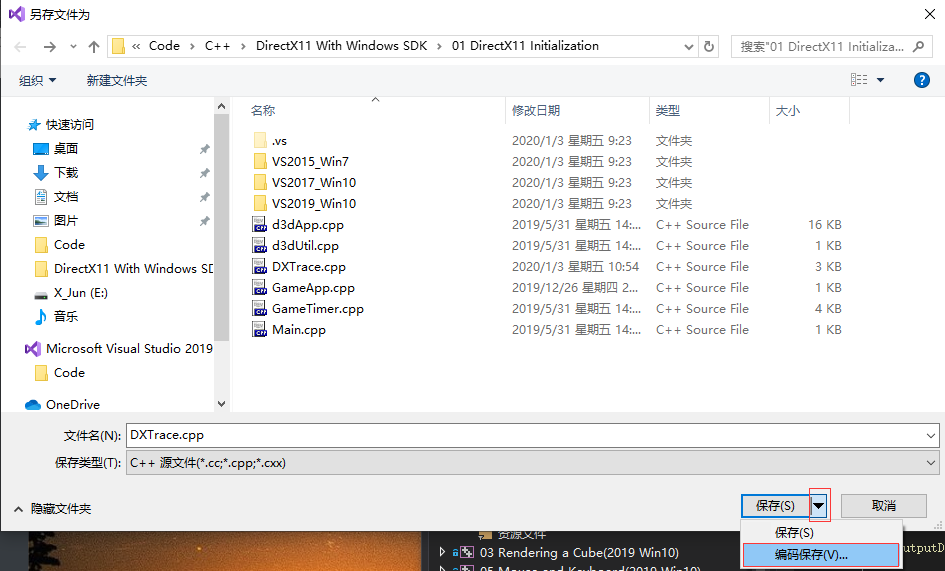 另存文件为
« Code › C++ › DirectX11 With Windows SDK › 01 DirectX11 Initialization
搜索"01 DirectX11 Initializa...
组织 新建文件夹
名称 修改日期 类型 大小
快速访问
桌面
下载
文档
图片
Code
DirectX11 With Windows SD
X_Jun (E:)
音乐
Microsoft Visual Studio 2019
Code
OneDrive
.vs 2020/1/3 星期五 9:23 文件夹
VS2015_Win7 2020/1/3 星期五 9:23 文件夹
VS2017_Win10 2020/1/3 星期五 9:23 文件夹
VS2019_Win10 2020/1/3 星期五 9:23 文件夹
d3dApp.cpp 2019/5/31 星期五 14:... C++ Source File 16 KB
d3dUtil.cpp 2019/5/31 星期五 14:... C++ Source File 1 KB
DXTrace.cpp 2020/1/3 星期五 10:54 C++ Source File 3 KB
GameApp.cpp 2019/12/26 星期四 2... C++ Source File 1 KB
GameTimer.cpp 2019/5/31 星期五 14:... C++ Source File 4 KB
Main.cpp 2019/5/31 星期五 14:... C++ Source File 1 KB
文件名(N): DXTrace.cpp
保存类型(T): C++ 源文件(*.cc;*.cpp;*.cxx)
隐藏文件夹
保存(S) 取消
保存(S)
编码保存(V)...
资源文件
03 Rendering a Cube(2019 Win10)
utputD
05 Mouse and Keyboard(2019 Win10)